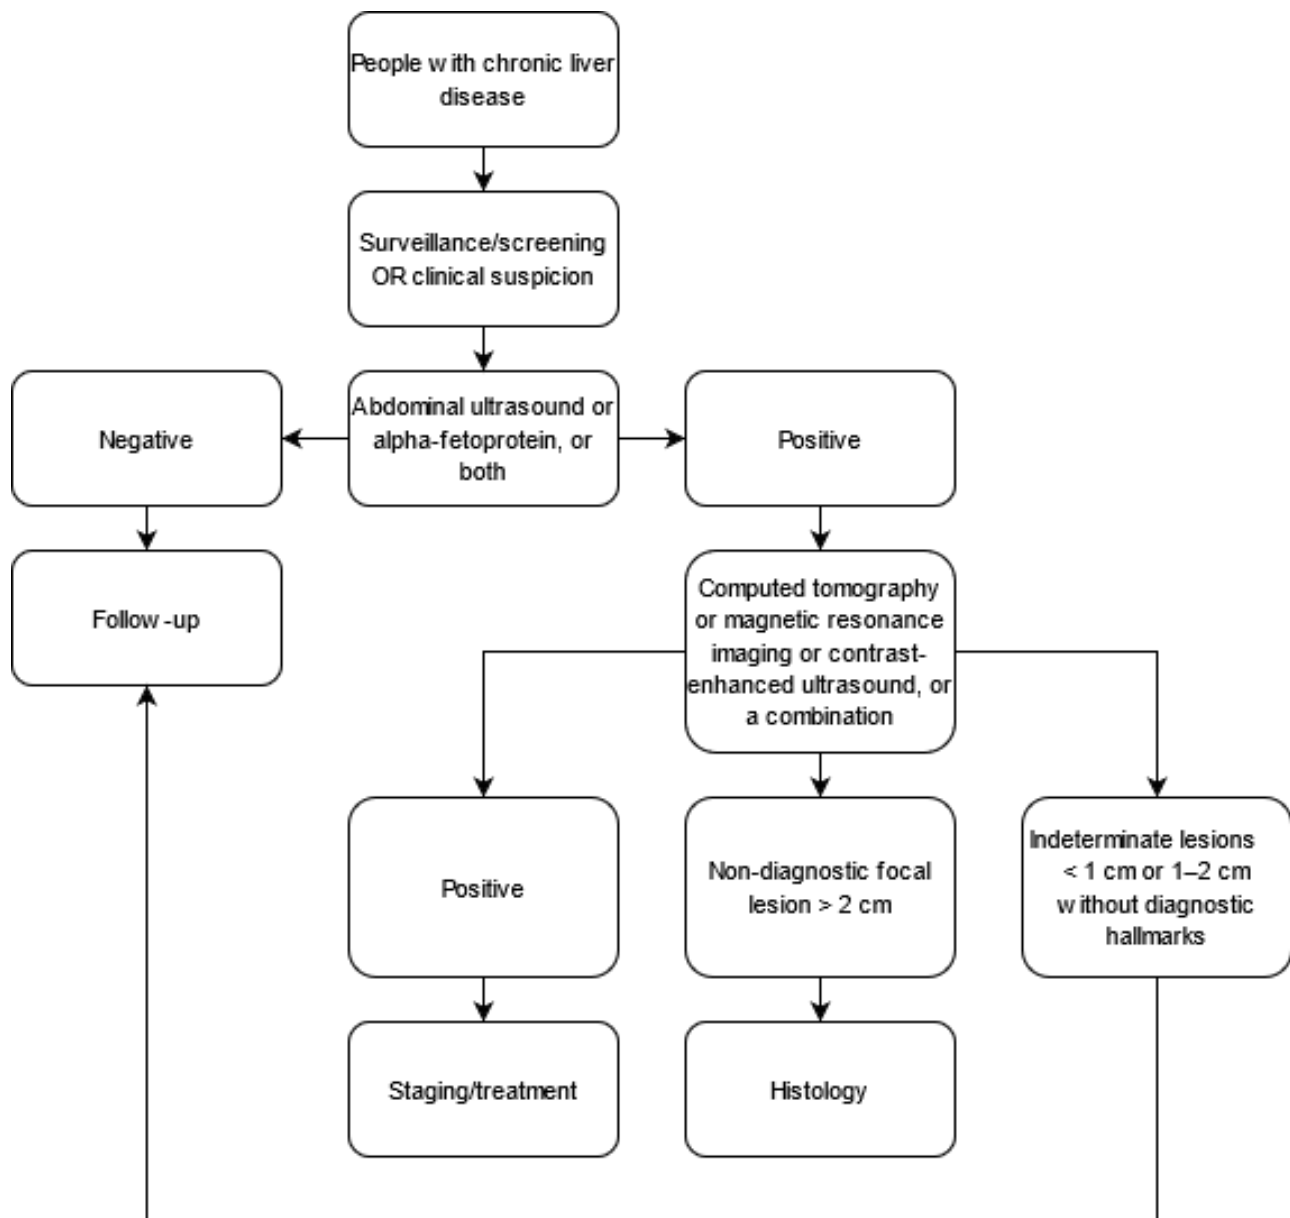 People with chronic liver
disease
Surveillance/screening
OR clinical suspicion
Negative
Abdominal ultrasound or
alpha-fetoprotein, or
both
Positive
Follow-up
Computed tomography
or magnetic resonance
imaging or contrast-
enhanced ultrasound, or
a combination
Positive
Non-diagnostic focal
lesion > 2 cm
Indeterminate lesions
< 1 cm or 1–2 cm
without diagnostic
hallmarks
Staging/treatment
Histology